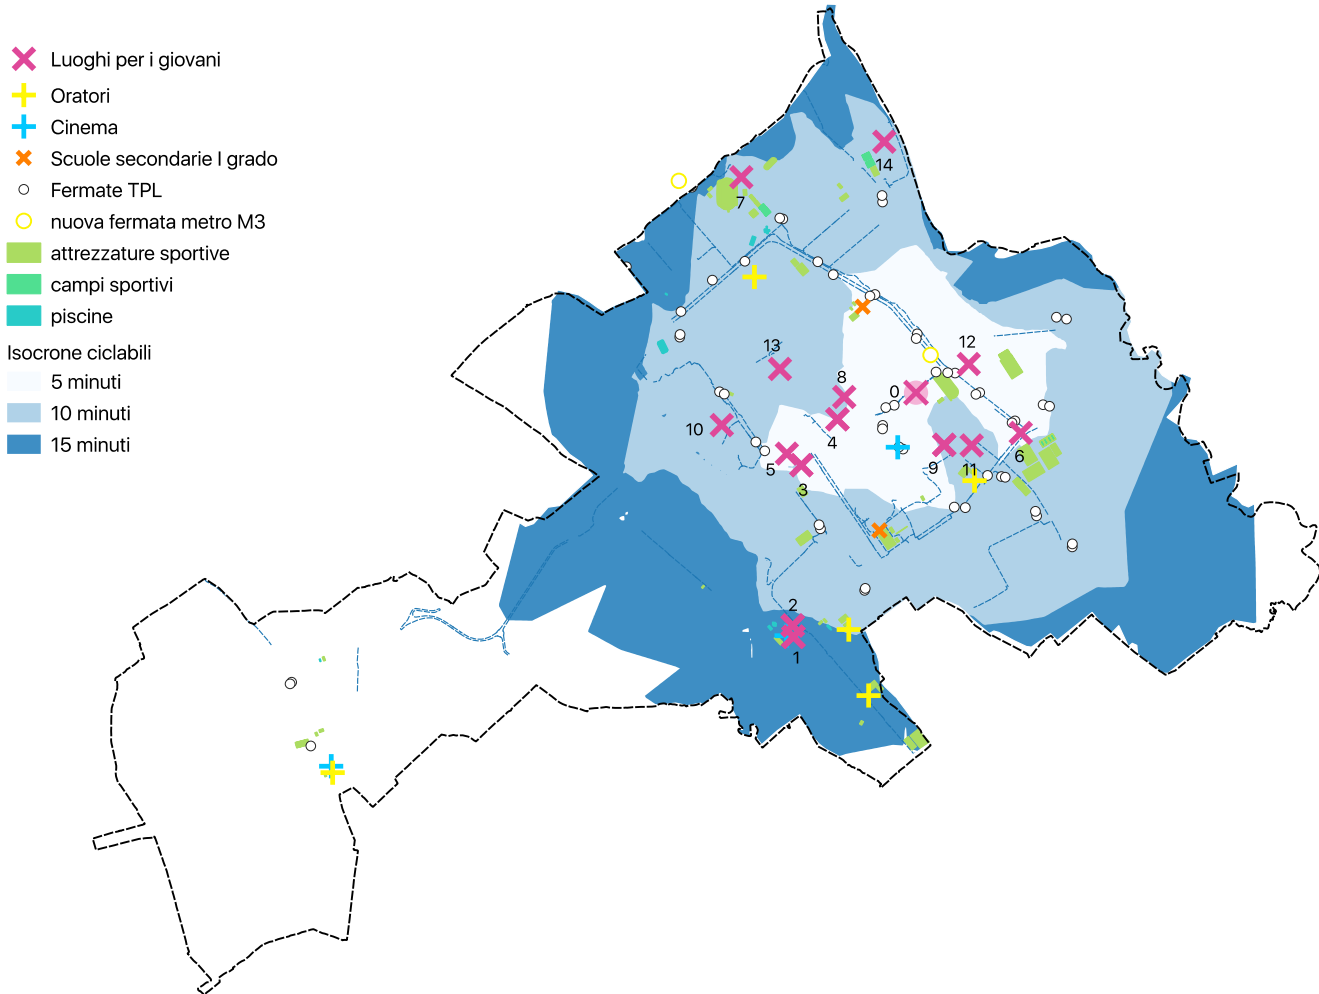 Luoghi per i giovani
Oratori
Cinema
Scuole secondarie I grado
Fermate TPL
nuova fermata metro M3
attrezzature sportive
campi sportivi
piscine
Isocrone ciclabili
5 minuti
10 minuti
15 minuti
14
7
13
12
8
0
4
10
5
3
9
11
6
2
1